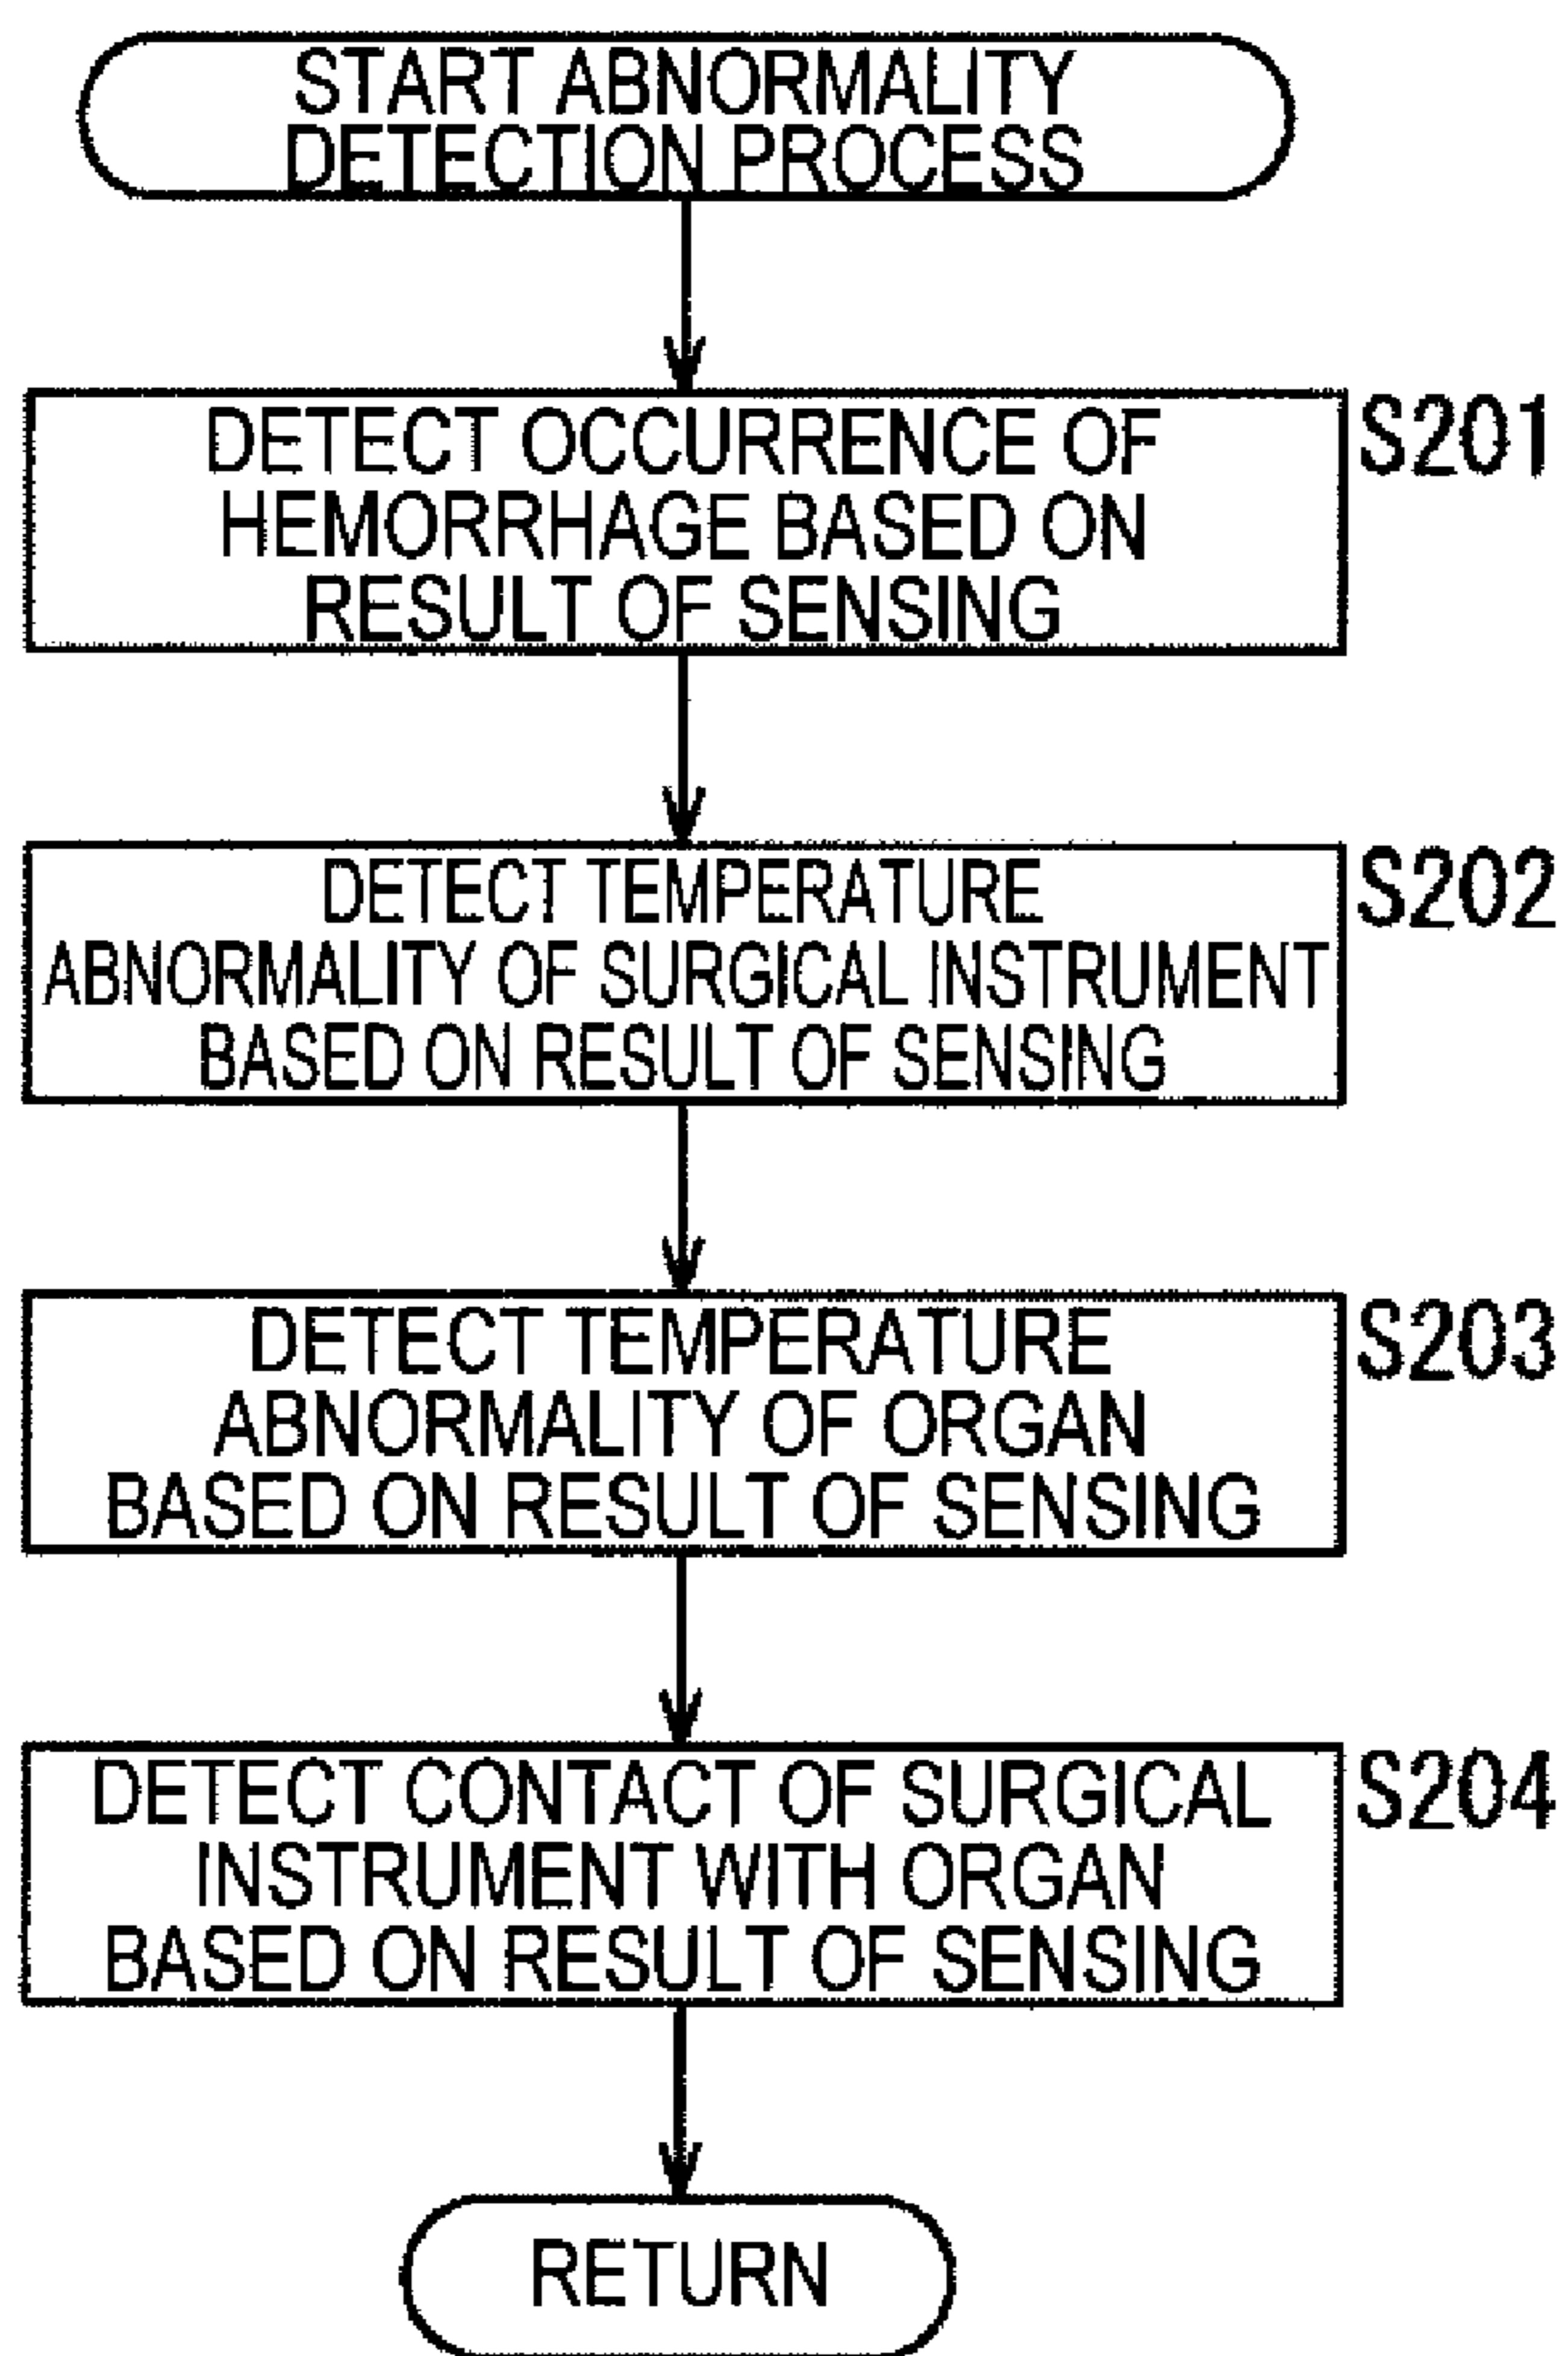 START ABNORMALITY
DETECTION PROCESS
DETECT OCCURRENCE OF
HEMORRHAGE BASED ON
RESULT OF SENSING
S201
DETECT TEMPERATURE
ABNORMALITY OF SURGICAL INSTRUMENT
BASED ON RESULT OF SENSING
S202
DETECT TEMPERATURE
ABNORMALITY OF ORGAN
BASED ON RESULT OF SENSING
S203
DETECT CONTACT OF SURGICAL
INSTRUMENT WITH ORGAN
BASED ON RESULT OF SENSING
S204
RETURN